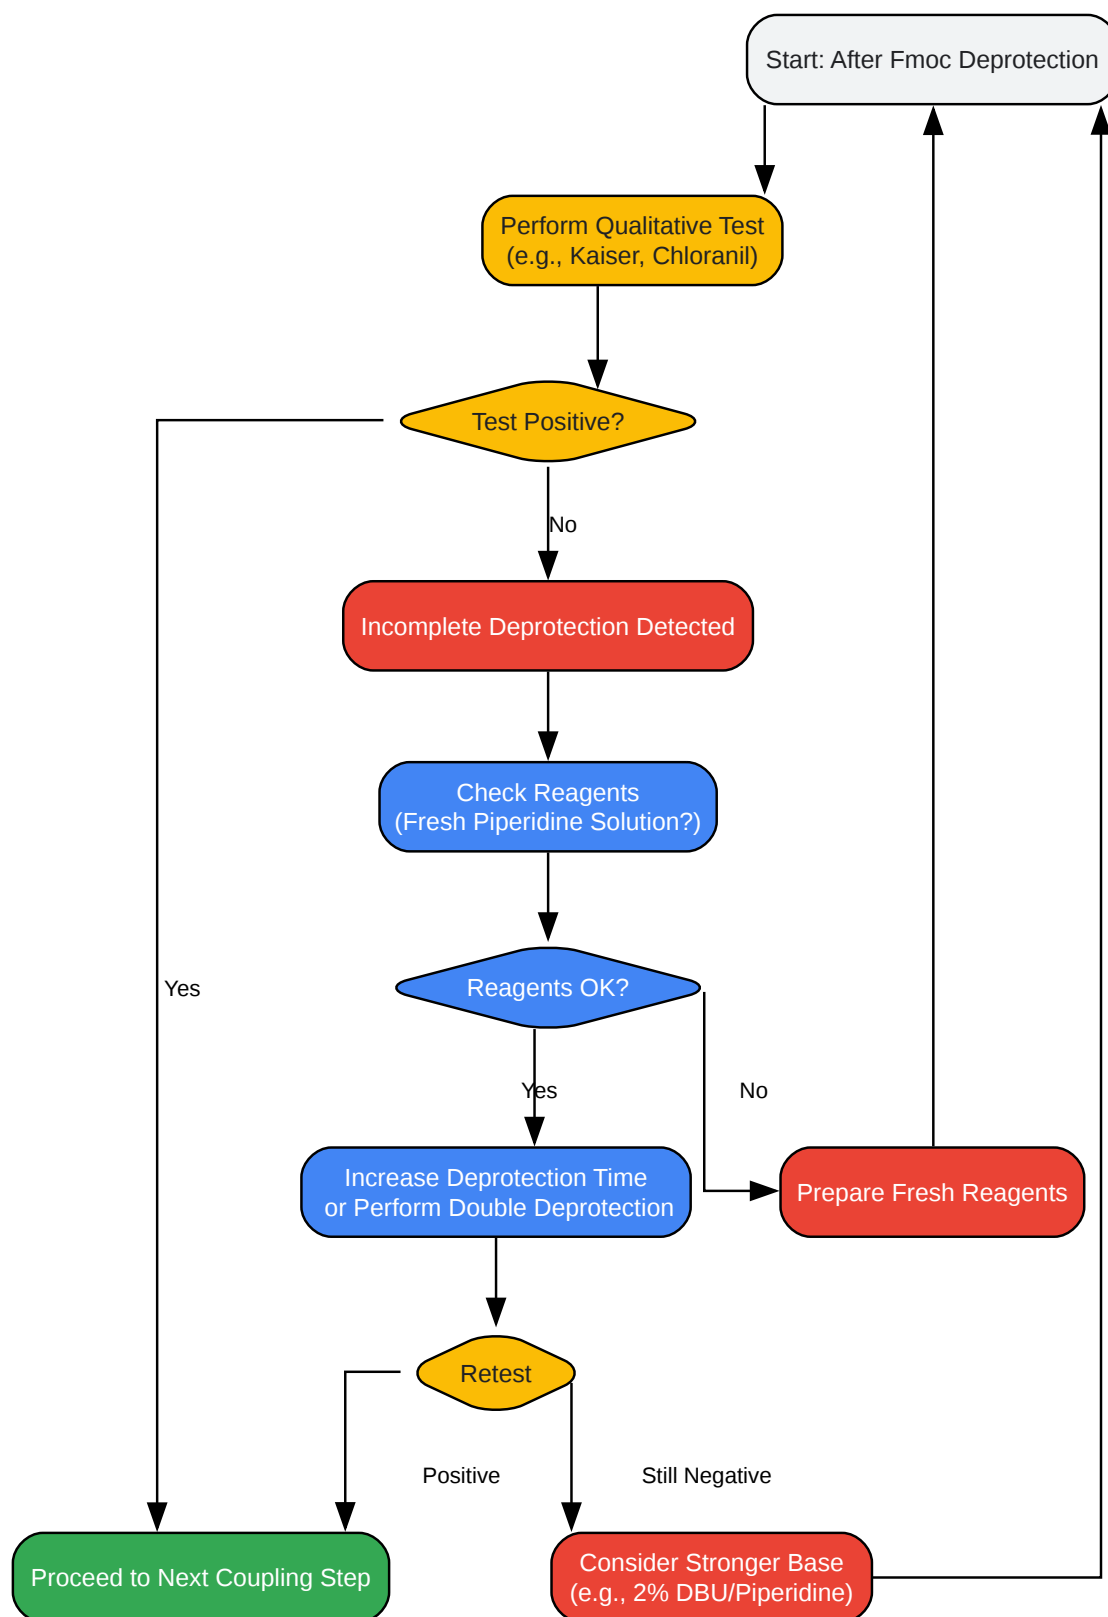 Start: After Fmoc Deprotection
Perform Qualitative Test
(e.g., Kaiser, Chloranil)
Test Positive?
No
Incomplete Deprotection Detected
Check Reagents
(Fresh Piperidine Solution?)
Reagents OK?
Yes
Yes
No
Increase Deprotection Time
or Perform Double Deprotection
Prepare Fresh Reagents
Retest
Positive
Still Negative
Proceed to Next Coupling Step
Consider Stronger Base
(e.g., 2% DBU/Piperidine)